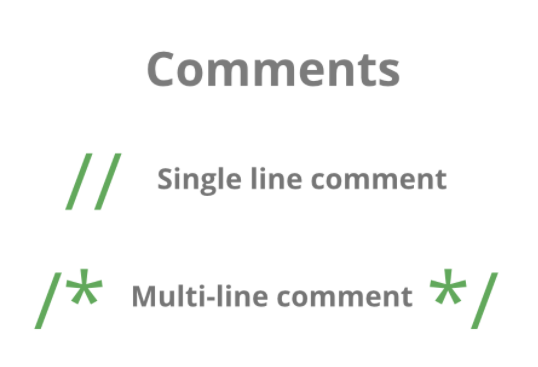 Comments
// Single line comment
/* Multi-line comment */